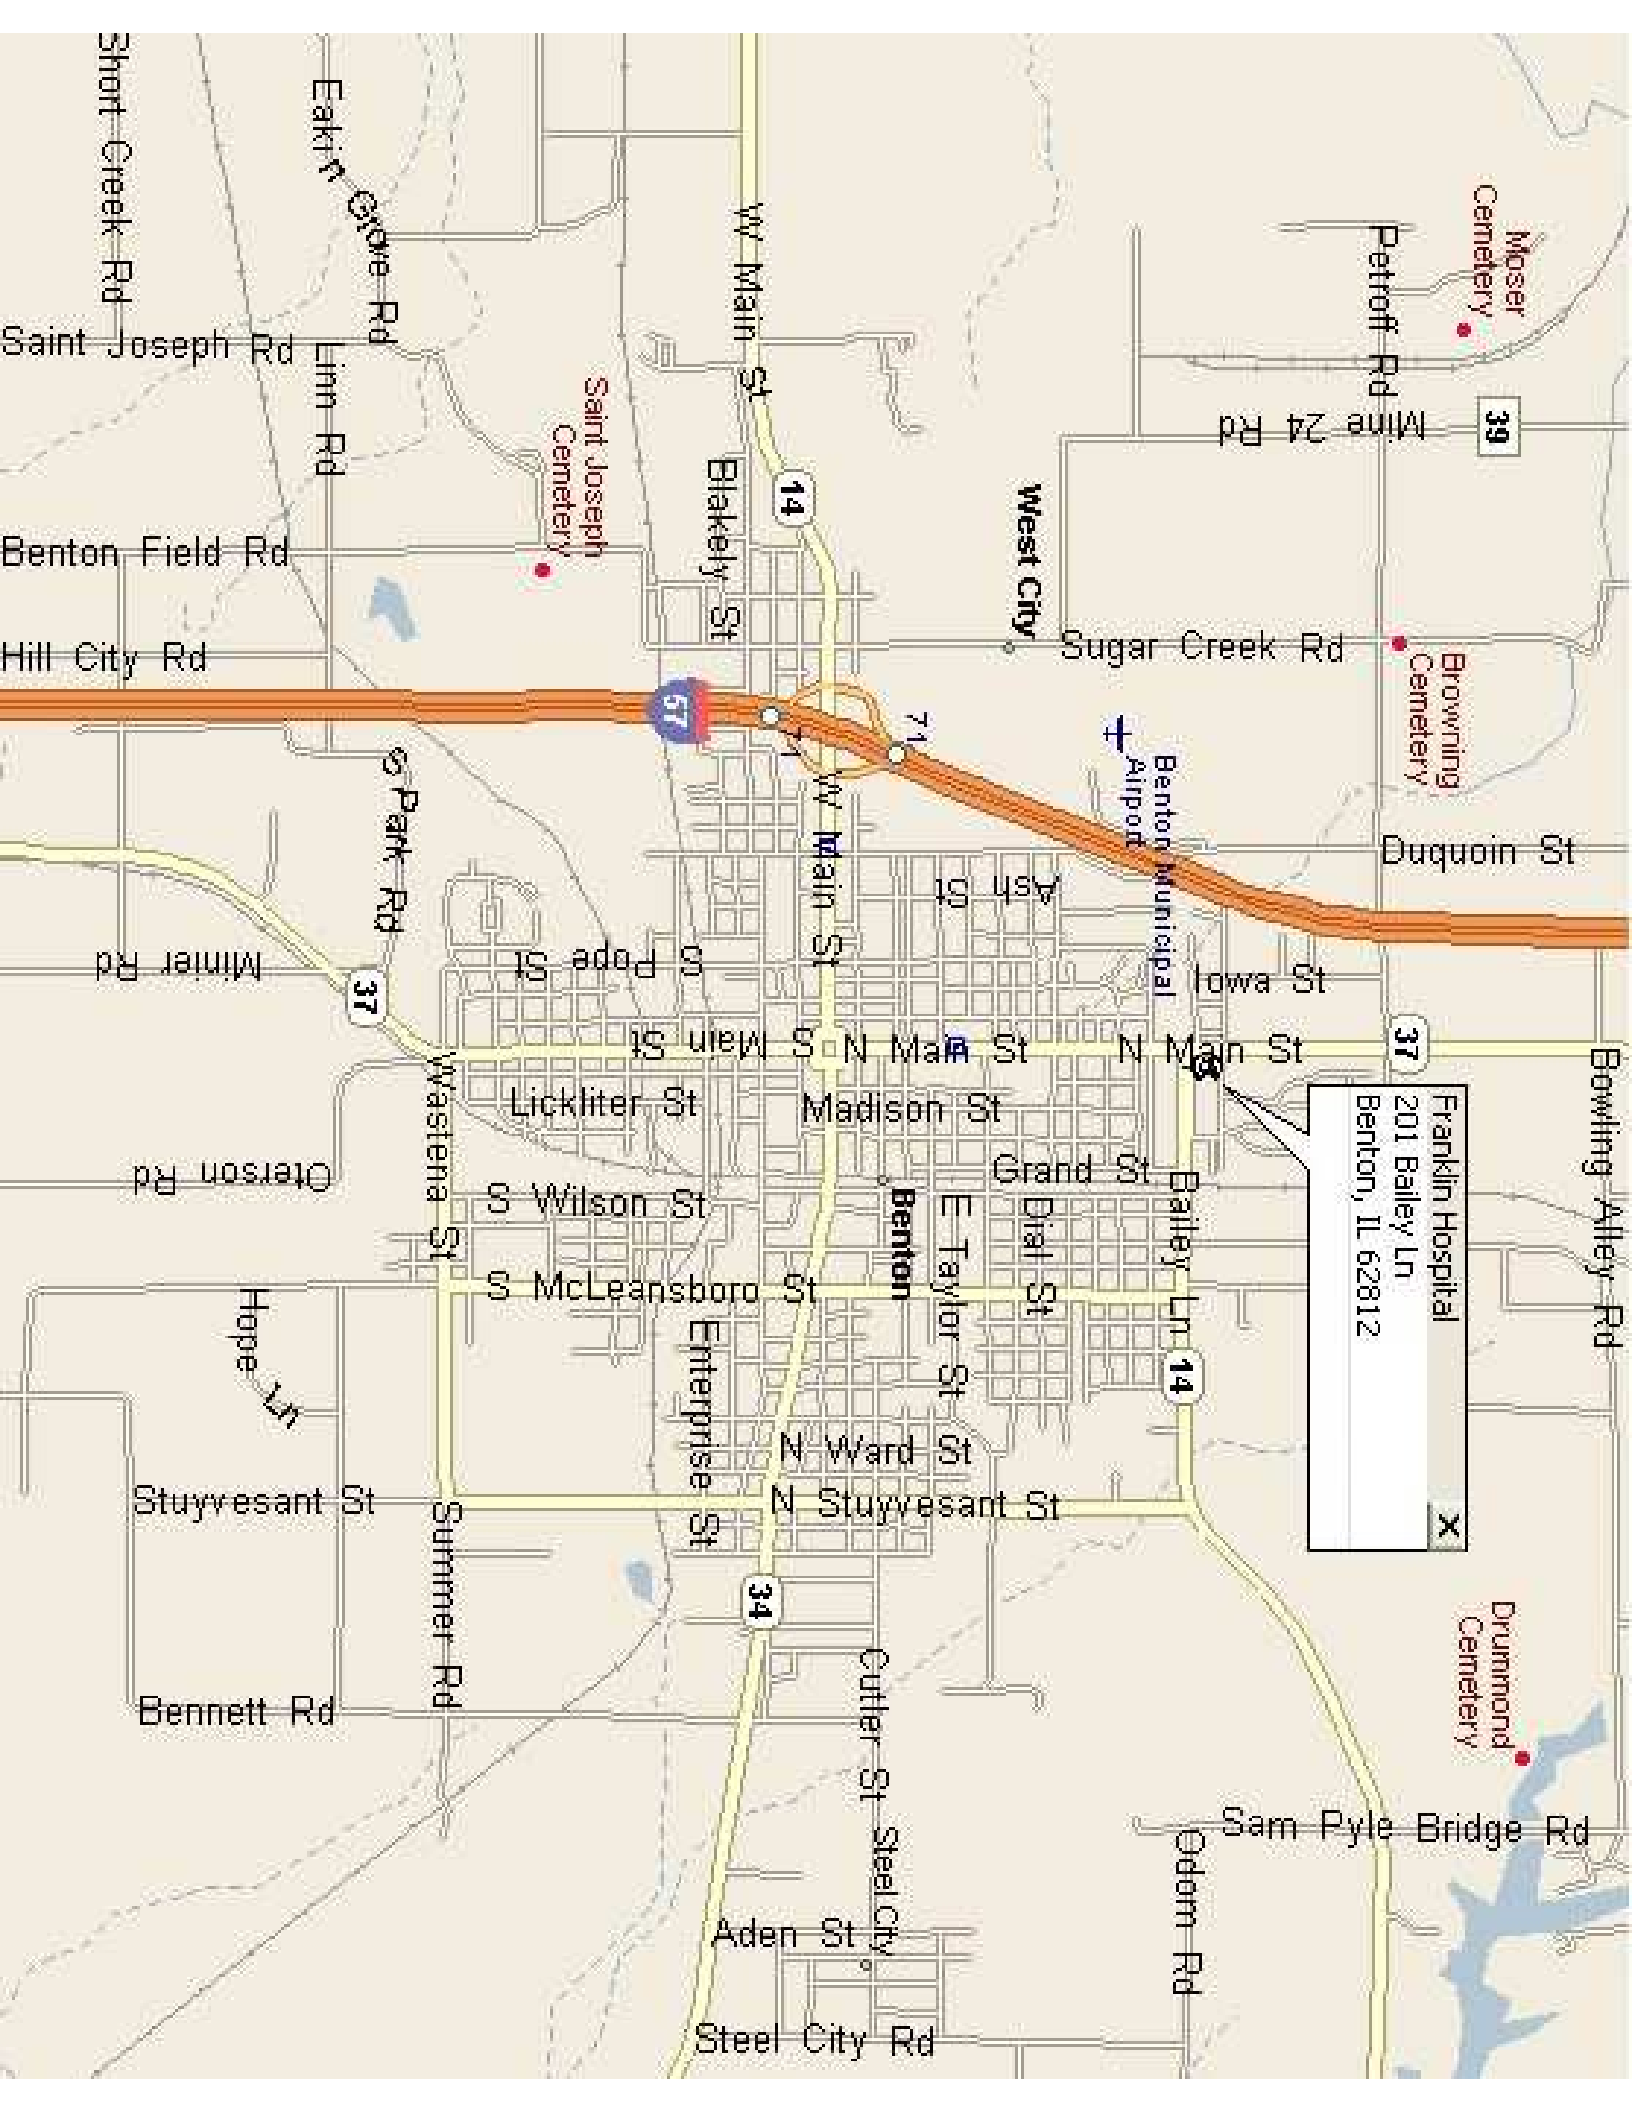 Short Creek Rd
Eakin Grove Rd
Saint Joseph Rd
Linn Rd
Saint Joseph
Cemetery
Benton Field Rd
Hill City Rd
W Main St
Blakely St
14
West City
Petroff Rd
Moser
Cemetery
39
Mine 24 Rd
Sugar Creek Rd
Browning
Cemetery
57
71
71
Benton Municipal
Airport
Duquoin St
S Park Rd
W Main St
Ash St
Minier Rd
S Pope St
37
Iowa St
S Main St
N Main St
N Main St
37
Franklin Hospital
201 Bailey Ln
Benton, IL 62812
X
Bowling Alley Rd
Wastena St
Lickliter St
Madison St
Grand St
Oterson Rd
S Wilson St
Benton
E Taylor St
Dial St
Bailey Ln
S McLeansboro St
14
Hope Ln
Enterprise St
N Ward St
Stuyvesant St
N Stuyvesant St
Summer Rd
34
Drummond
Cemetery
Bennett Rd
Cutler St
Steel City
Sam Pyle Bridge Rd
Odom Rd
Aden St
Steel City Rd